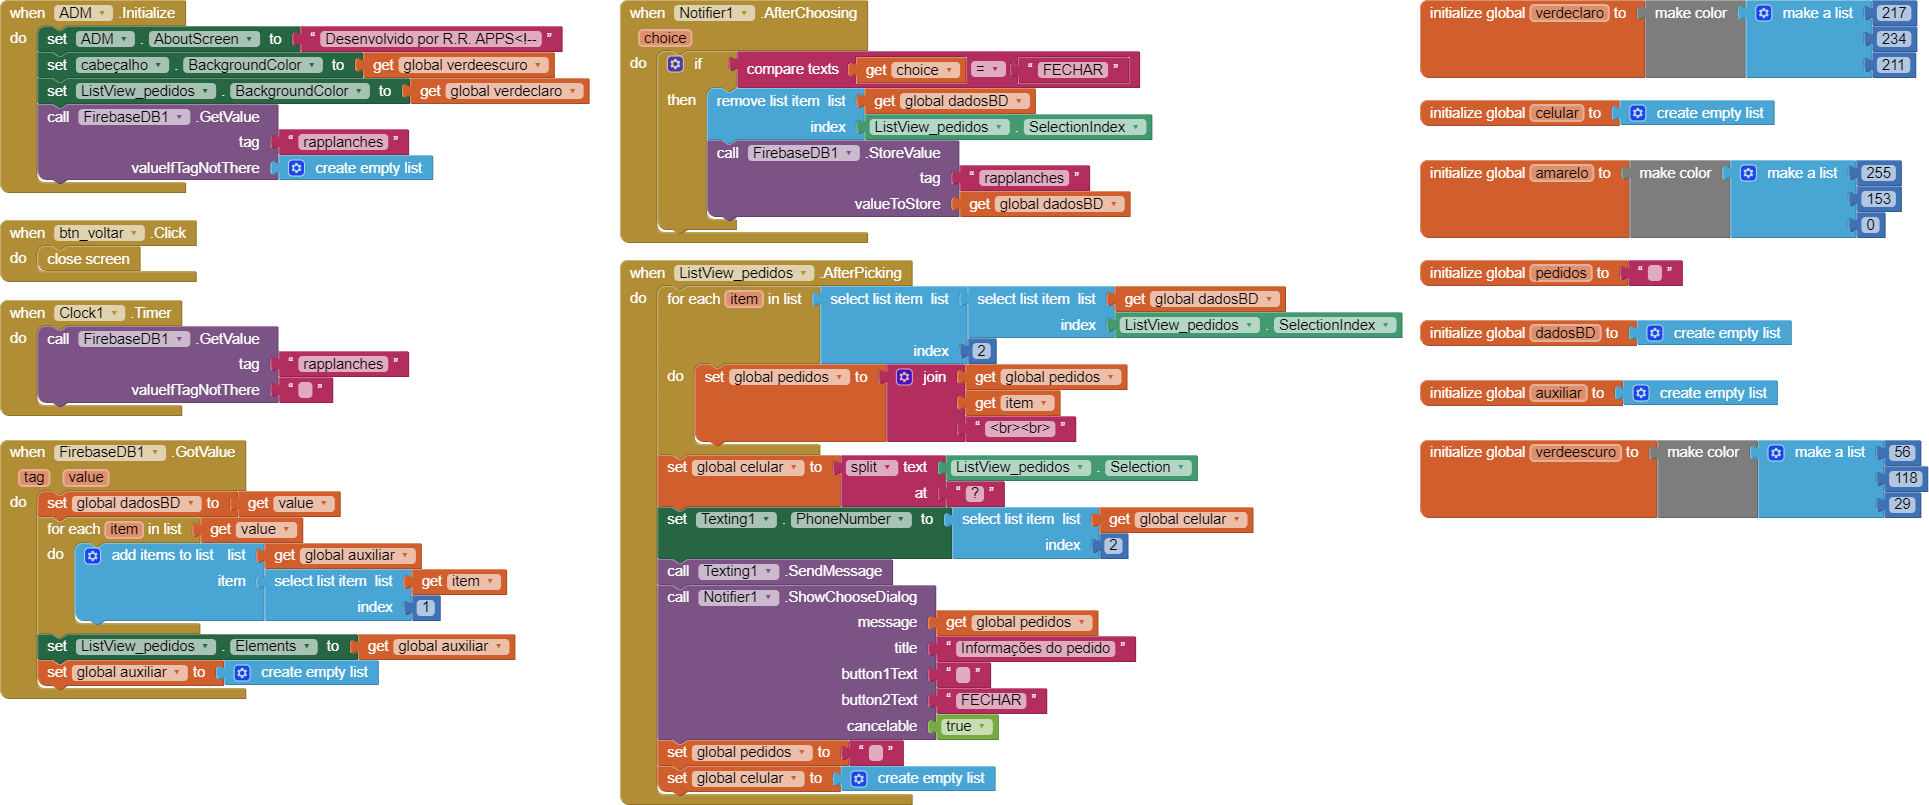 when ADM .Initialize
do set ADM . AboutScreen to " Desenvolvido por R.R. APPS<!-- "
set cabeçalho . BackgroundColor to get global verdeescuro
set ListView_pedidos . BackgroundColor to get global verdeclaro
call FirebaseDB1 .GetValue
tag " rapplanches "
valueIfTagNotThere create empty list
when btn_voltar .Click
do close screen
when Clock1 .Timer
do call FirebaseDB1 .GetValue
tag " rapplanches "
valueIfTagNotThere " "
when FirebaseDB1 .GotValue
tag value
do set global dadosBD to get value
for each item in list get value
do add items to list list get global auxiliar
item select list item list get item
index 1
set ListView_pedidos . Elements to get global auxiliar
set global auxiliar to create empty list
when Notifier1 .AfterChoosing
choice
do if compare texts get choice = " FECHAR "
then remove list item list get global dadosBD
index ListView_pedidos . SelectionIndex
call FirebaseDB1 .StoreValue
tag " rapplanches "
valueToStore get global dadosBD
when ListView_pedidos .AfterPicking
do for each item in list select list item list select list item list get global dadosBD
index ListView_pedidos . SelectionIndex
index 2
do set global pedidos to join get global pedidos
get item
" <br><br> "
set global celular to split text ListView_pedidos . Selection
at " ? "
set Texting1 . PhoneNumber to select list item list get global celular
index 2
call Texting1 .SendMessage
call Notifier1 .ShowChooseDialog
message get global pedidos
title " Informações do pedido "
button1Text " "
button2Text " FECHAR "
cancelable true
set global pedidos to " "
set global celular to create empty list
initialize global verdeclaro to make color make a list 217
234
211
initialize global celular to create empty list
initialize global amarelo to make color make a list 255
153
0
initialize global pedidos to " "
initialize global dadosBD to create empty list
initialize global auxiliar to create empty list
initialize global verdeescuro to make color make a list 56
118
29